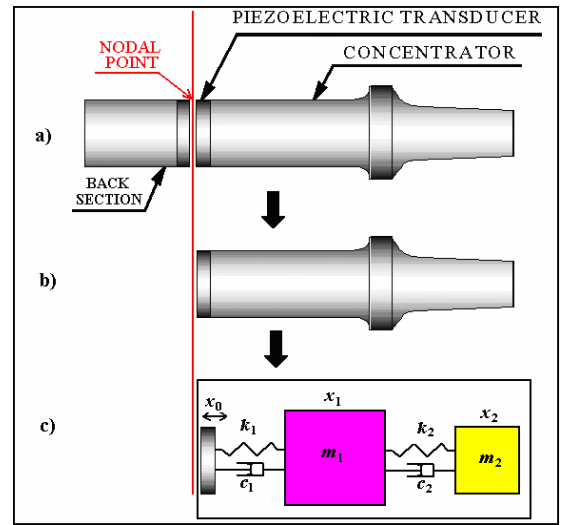 PIEZOELECTRIC TRANSDUCER
NODAL
POINT
CONCENTRATOR
a)
BACK
SECTION
b)
c)
x0
x1
x2
k1
k2
m1
m2
c1
c2